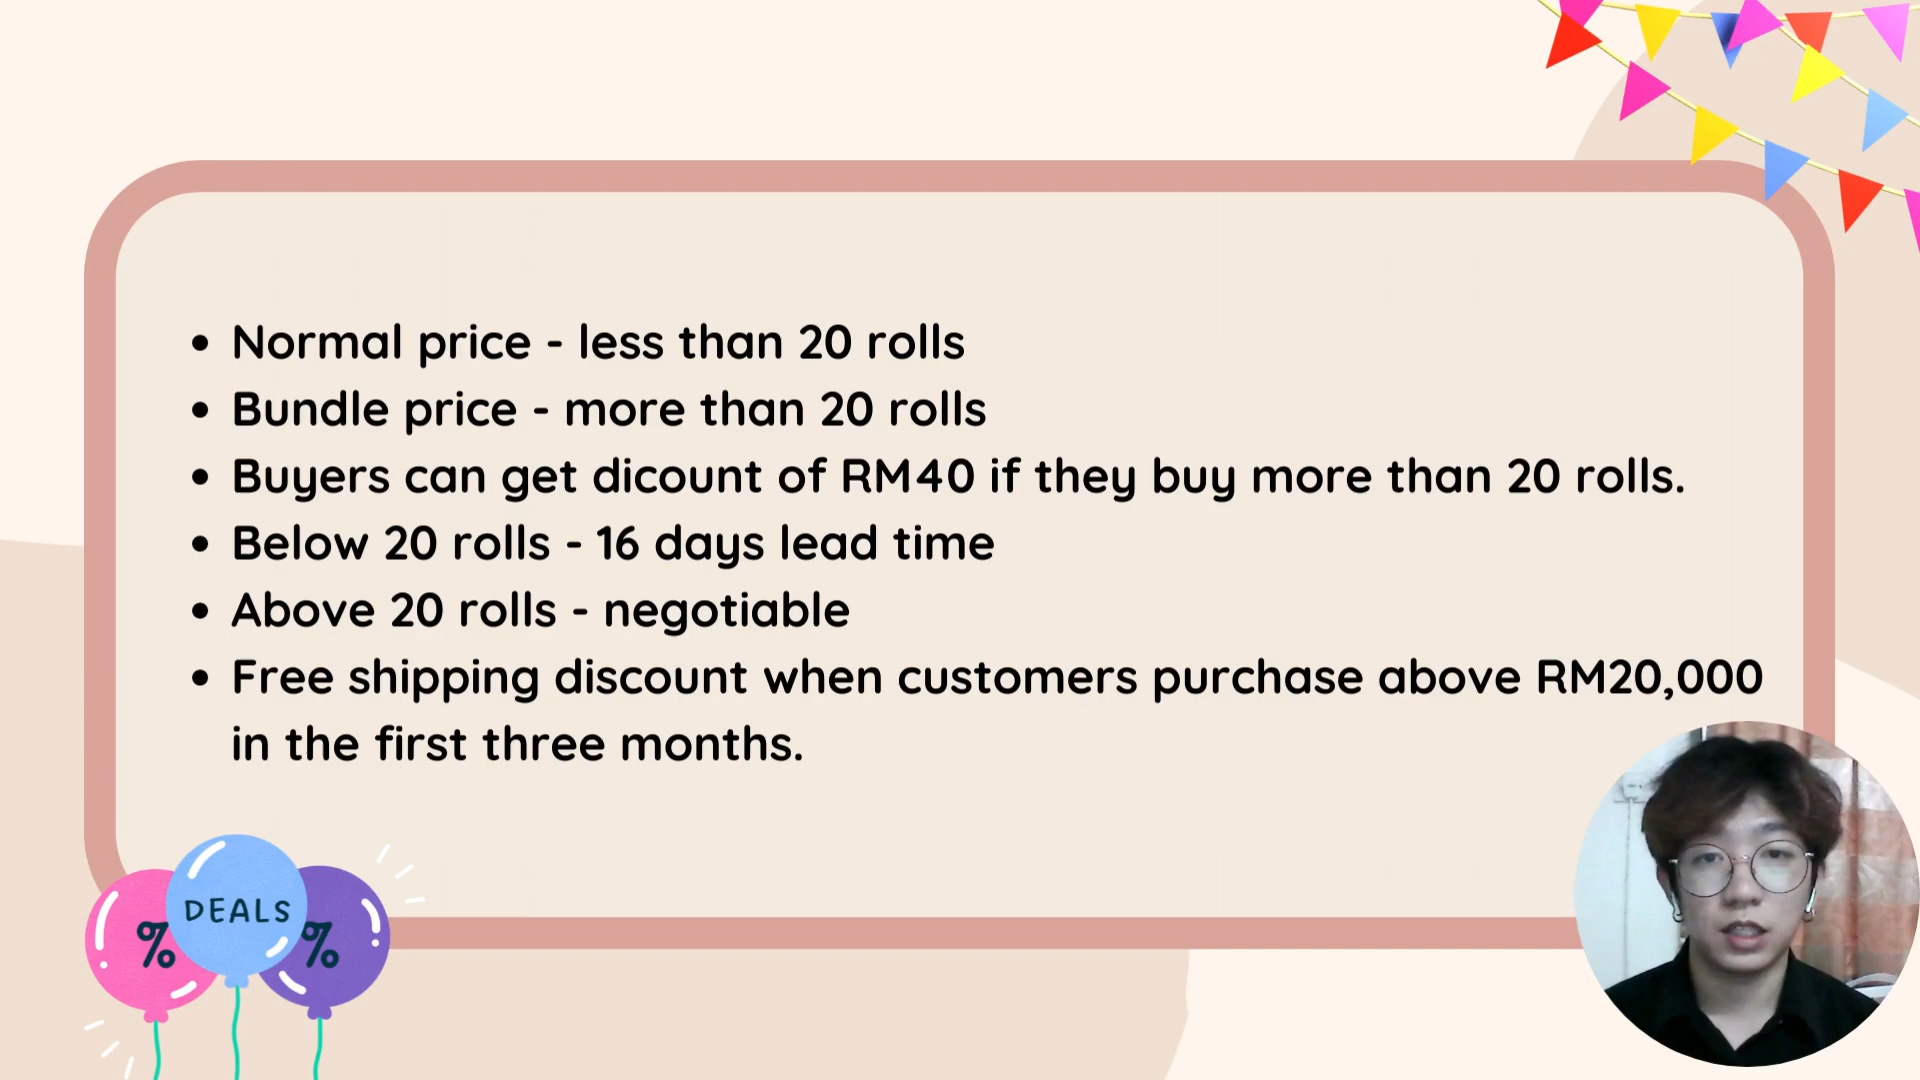 • Normal price - less than 20 rolls
• Bundle price - more than 20 rolls
• Buyers can get dicount of RM40 if they buy more than 20 rolls.
• Below 20 rolls - 16 days lead time
• Above 20 rolls - negotiable
• Free shipping discount when customers purchase above RM20,000
in the first three months.
DEALS
% %